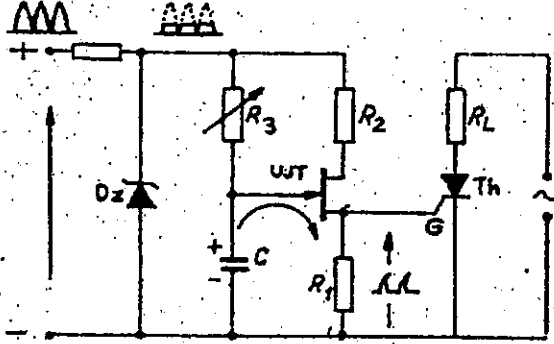 +
R3
R2
RL
UJT
Dz
Th
~
G
+
C
-
R1
-